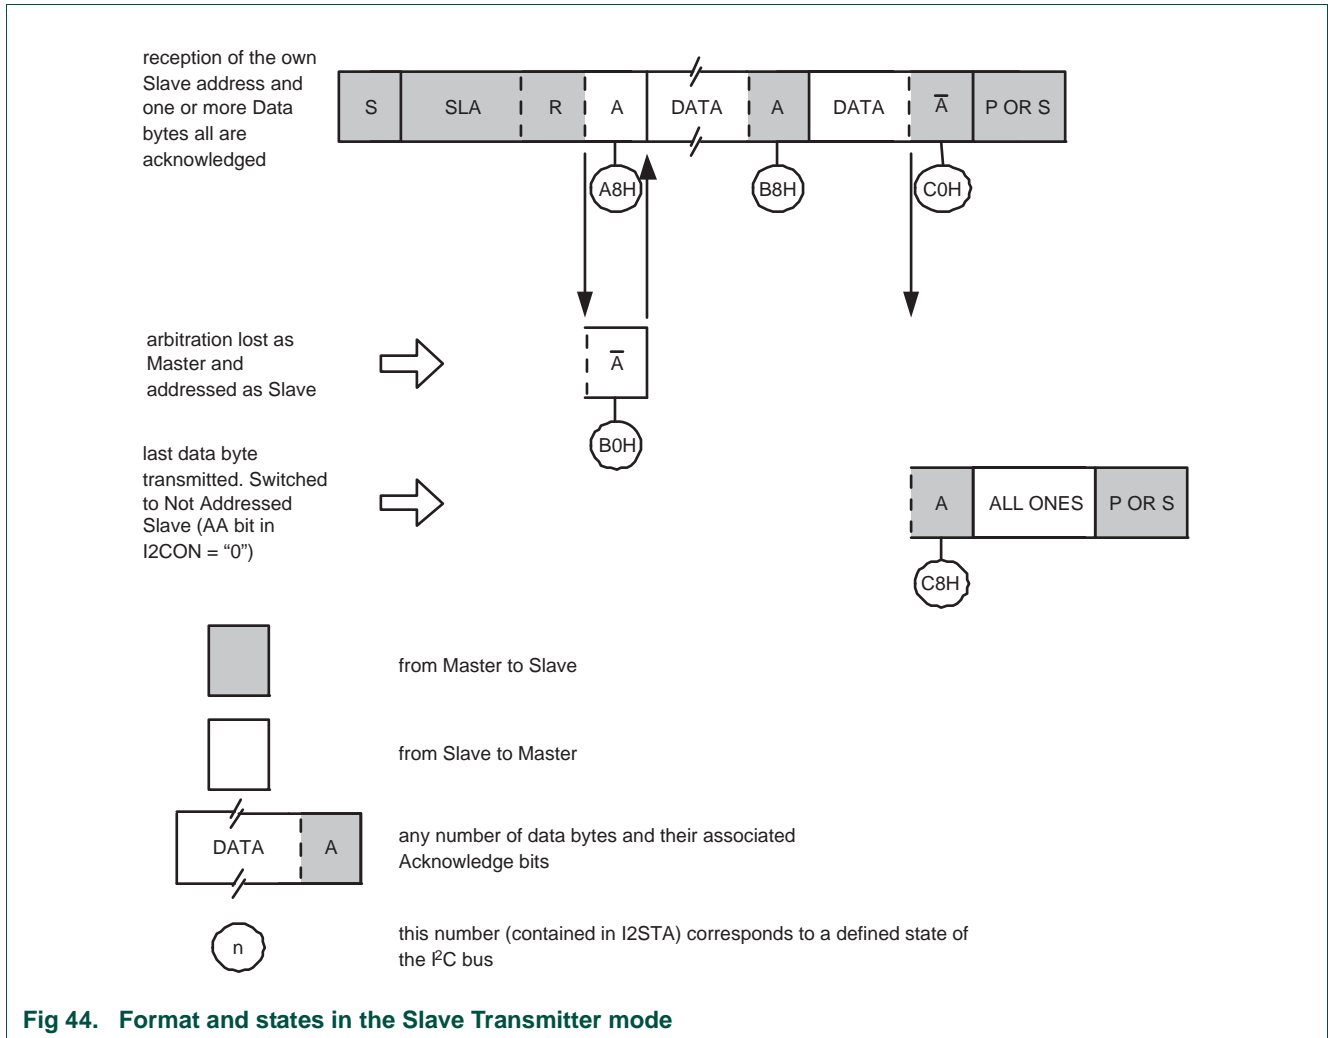 reception of the own
Slave address and
one or more Data
bytes all are
acknowledged
S SLA R A DATA A DATA A̅ P OR S
A8H B8H C0H
arbitration lost as
Master and
addressed as Slave
A̅
B0H
last data byte
transmitted. Switched
to Not Addressed
Slave (AA bit in
I2CON = “0”)
A ALL ONES P OR S
C8H
from Master to Slave
from Slave to Master
DATA A
any number of data bytes and their associated
Acknowledge bits
n
this number (contained in I2STA) corresponds to a defined state of
the I²C bus
Fig 44. Format and states in the Slave Transmitter mode